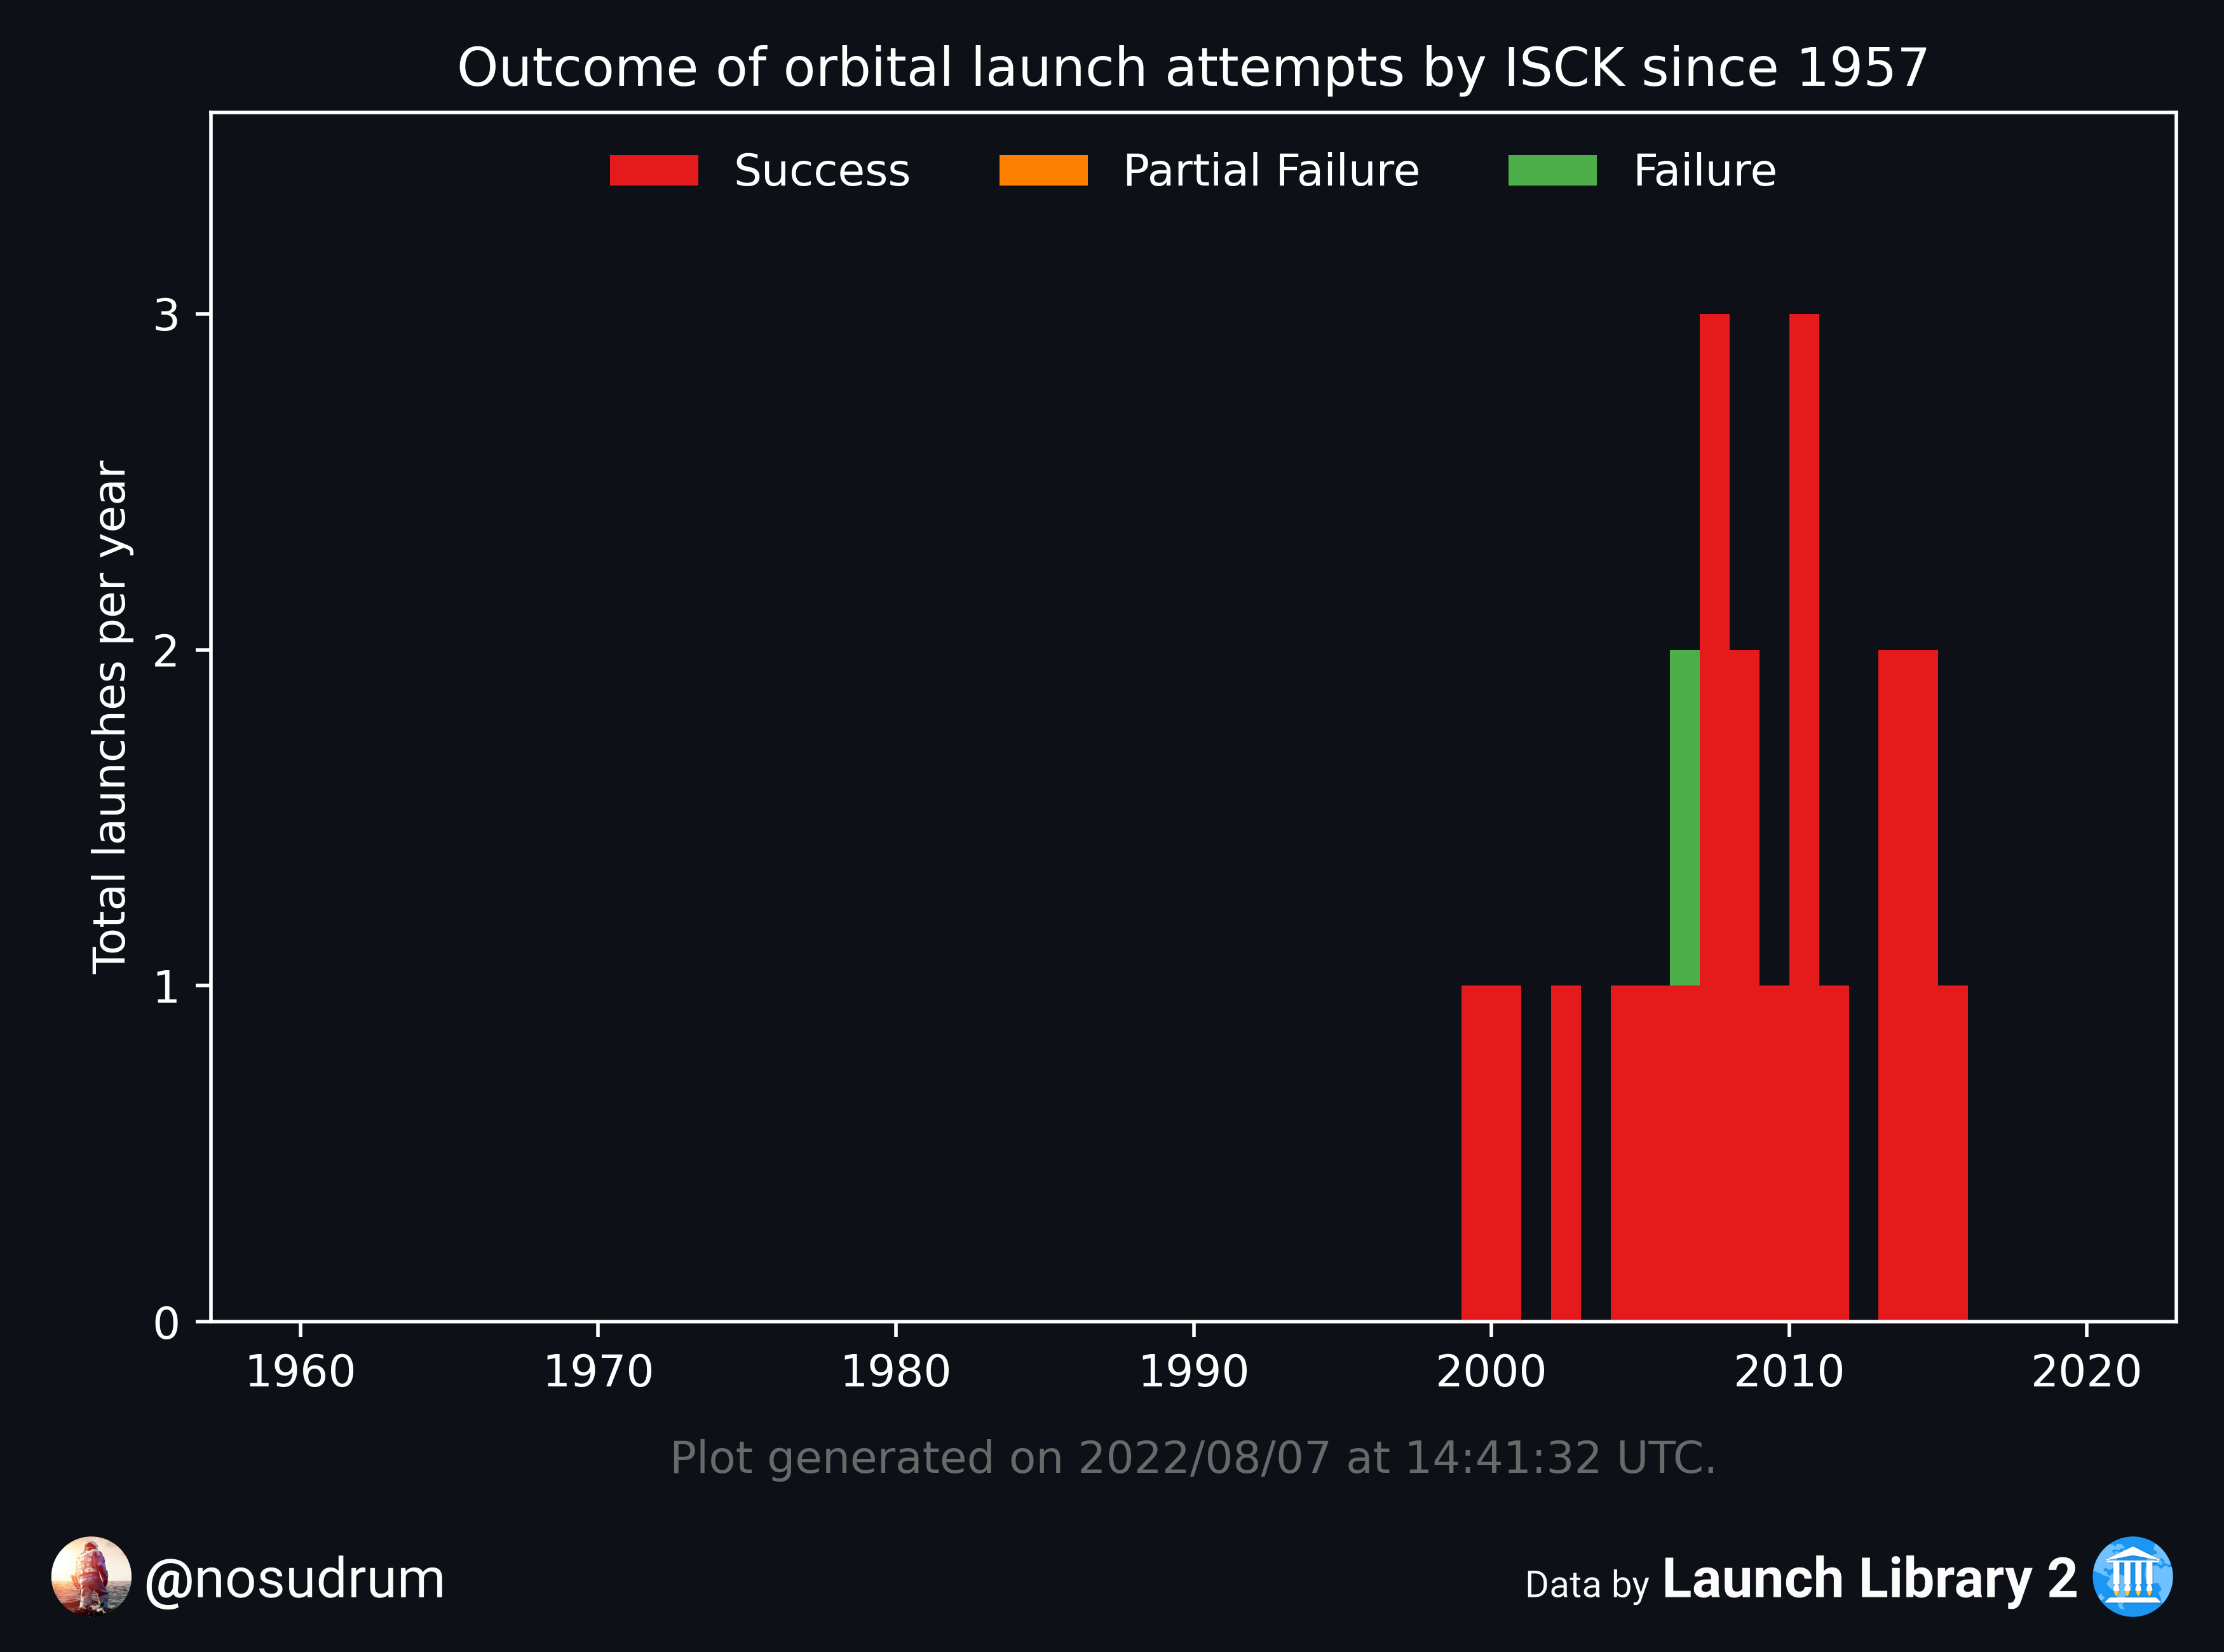 Outcome of orbital launch attempts by ISCK since 1957
Success Partial Failure Failure
Total launches per year
3
2
1
0
1960 1970 1980 1990 2000 2010 2020
Plot generated on 2022/08/07 at 14:41:32 UTC.
@nosudrum
Data by Launch Library 2